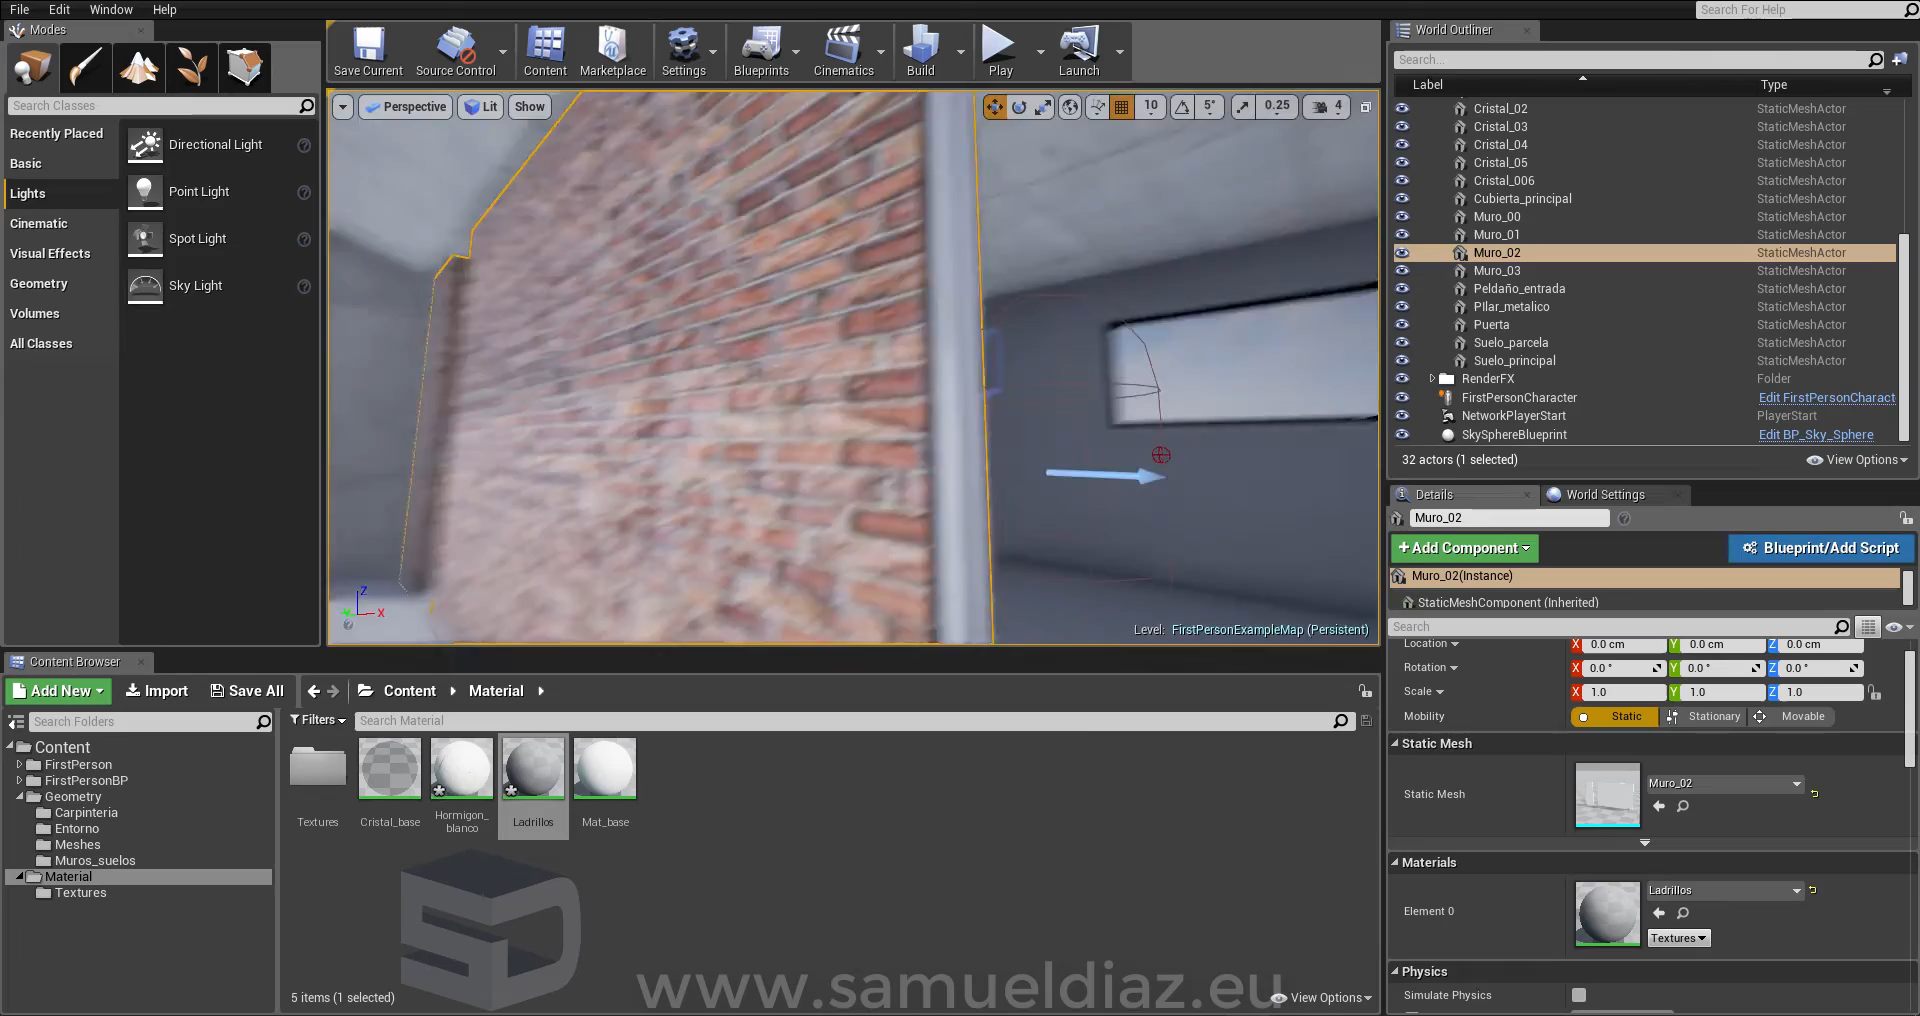 File Edit Window Help
Search For Help
Modes
Save Current
Source Control
Content
Marketplace
Settings
Blueprints
Cinematics
Build
Play
Launch
Search Classes
Recently Placed
Basic
Lights
Cinematic
Visual Effects
Geometry
Volumes
All Classes
Directional Light
Point Light
Spot Light
Sky Light
Perspective
Lit
Show
10
5°
0.25
4
Z
X
Level: FirstPersonExampleMap (Persistent)
World Outliner
Search...
Label Type
Cristal_02 StaticMeshActor
Cristal_03 StaticMeshActor
Cristal_04 StaticMeshActor
Cristal_05 StaticMeshActor
Cristal_006 StaticMeshActor
Cubierta_principal StaticMeshActor
Muro_00 StaticMeshActor
Muro_01 StaticMeshActor
Muro_02 StaticMeshActor
Muro_03 StaticMeshActor
Peldaño_entrada StaticMeshActor
PIlar_metalico StaticMeshActor
Puerta StaticMeshActor
Suelo_parcela StaticMeshActor
Suelo_principal StaticMeshActor
RenderFX Folder
FirstPersonCharacter Edit FirstPersonCharact
NetworkPlayerStart PlayerStart
SkySphereBlueprint Edit BP_Sky_Sphere
32 actors (1 selected)
View Options
Details
World Settings
Muro_02
+Add Component
Blueprint/Add Script
Muro_02(Instance)
StaticMeshComponent (Inherited)
Search
Location X 0.0 cm Y 0.0 cm Z 0.0 cm
Rotation X 0.0 ° Y 0.0 ° Z 0.0 °
Scale X 1.0 Y 1.0 Z 1.0
Mobility Static Stationary Movable
Static Mesh
Static Mesh
Muro_02
Materials
Element 0
Ladrillos
Textures
Physics
Simulate Physics
Content Browser
Add New
Import
Save All
Content
Material
Search Folders
Filters
Search Material
Content
FirstPerson
FirstPersonBP
Geometry
Carpinteria
Entorno
Meshes
Muros_suelos
Material
Textures
Textures
Cristal_base
Hormigon_
blanco
Ladrillos
Mat_base
SD
www.samueldiaz.eu
5 items (1 selected)
View Options